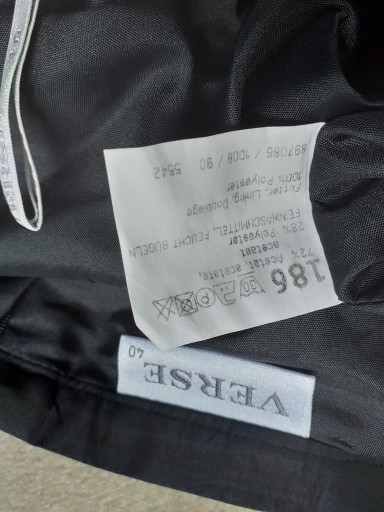 186
72% Acetat, acetate,
acetaat
28% Polyester
FEINWASCHMITTEL, FEUCHT BÜGELN
Futter, Lining, Doublage
100% Polyester
897086 / 1008 / 90 5542
VERSE
40